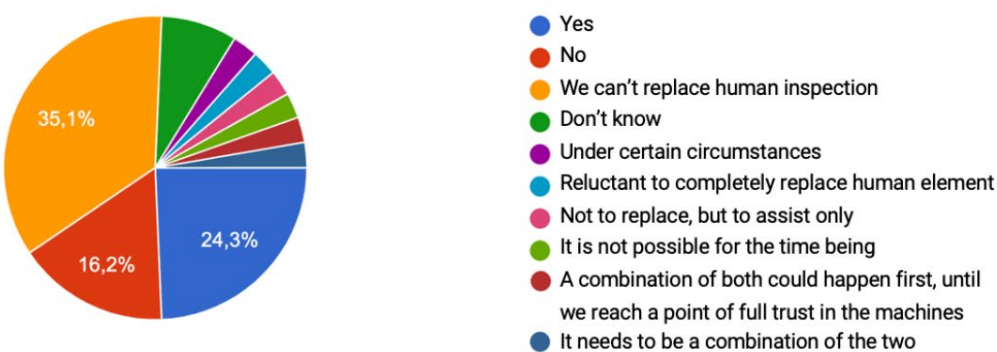 35,1%
16,2%
24,3%
Yes
No
We can’t replace human inspection
Don’t know
Under certain circumstances
Reluctant to completely replace human element
Not to replace, but to assist only
It is not possible for the time being
A combination of both could happen first, until
we reach a point of full trust in the machines
It needs to be a combination of the two